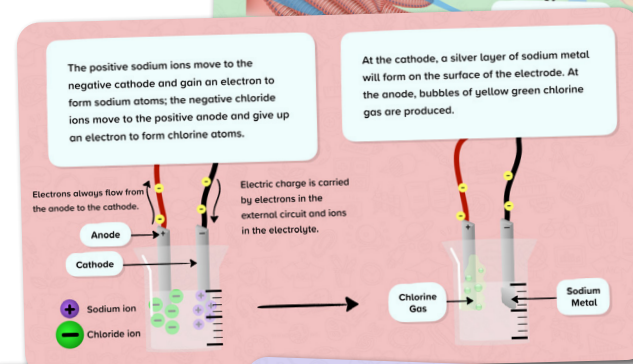 The positive sodium ions move to the
negative cathode and gain an electron to
form sodium atoms; the negative chloride
ions move to the positive anode and give up
an electron to form chlorine atoms.
At the cathode, a silver layer of sodium metal
will form on the surface of the electrode. At
the anode, bubbles of yellow green chlorine
gas are produced.
Electrons always flow from
the anode to the cathode.
Electric charge is carried
by electrons in the
external circuit and ions
in the electrolyte.
Anode
Cathode
Sodium ion
Chloride ion
Chlorine
Gas
Sodium
Metal